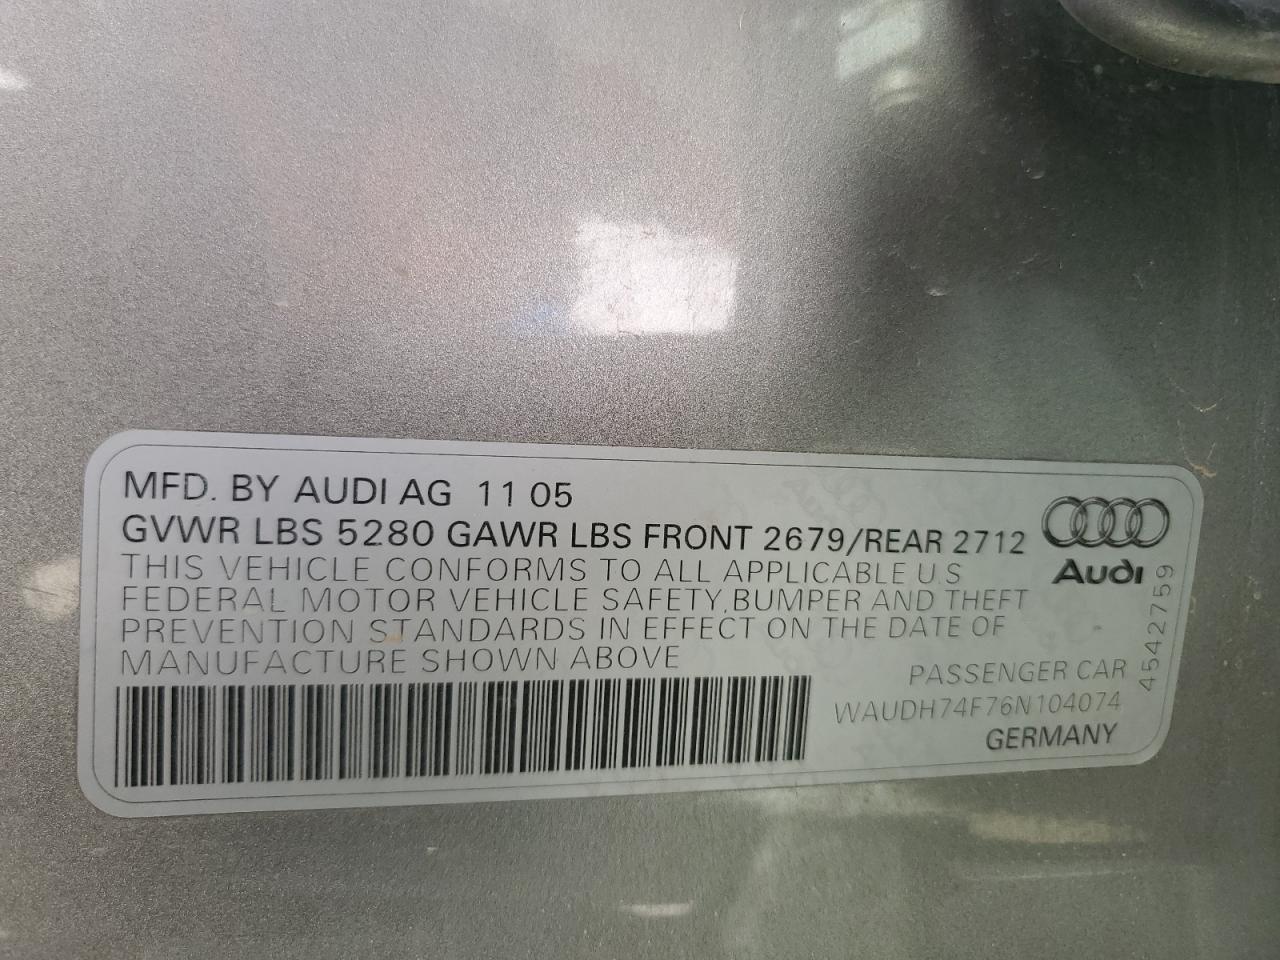 MFD. BY AUDI AG 11 05
GVWR LBS 5280 GAWR LBS FRONT 2679/REAR 2712
THIS VEHICLE CONFORMS TO ALL APPLICABLE U.S
FEDERAL MOTOR VEHICLE SAFETY, BUMPER AND THEFT
PREVENTION STANDARDS IN EFFECT ON THE DATE OF
MANUFACTURE SHOWN ABOVE
Audi
4542759
PASSENGER CAR
WAUDH74F76N104074
GERMANY